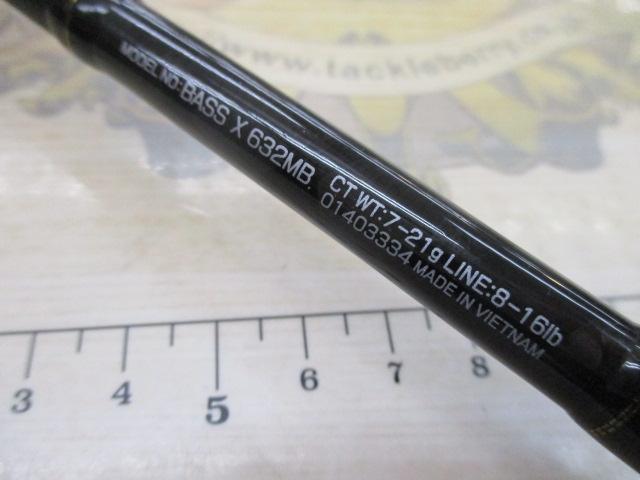 www.tackleberry.co.jp
MODEL NO: BASS X 632MB. CT WT:7-21g LINE:8-16lb
01403334 MADE IN VIETNAM
3 4 5 6 7 8